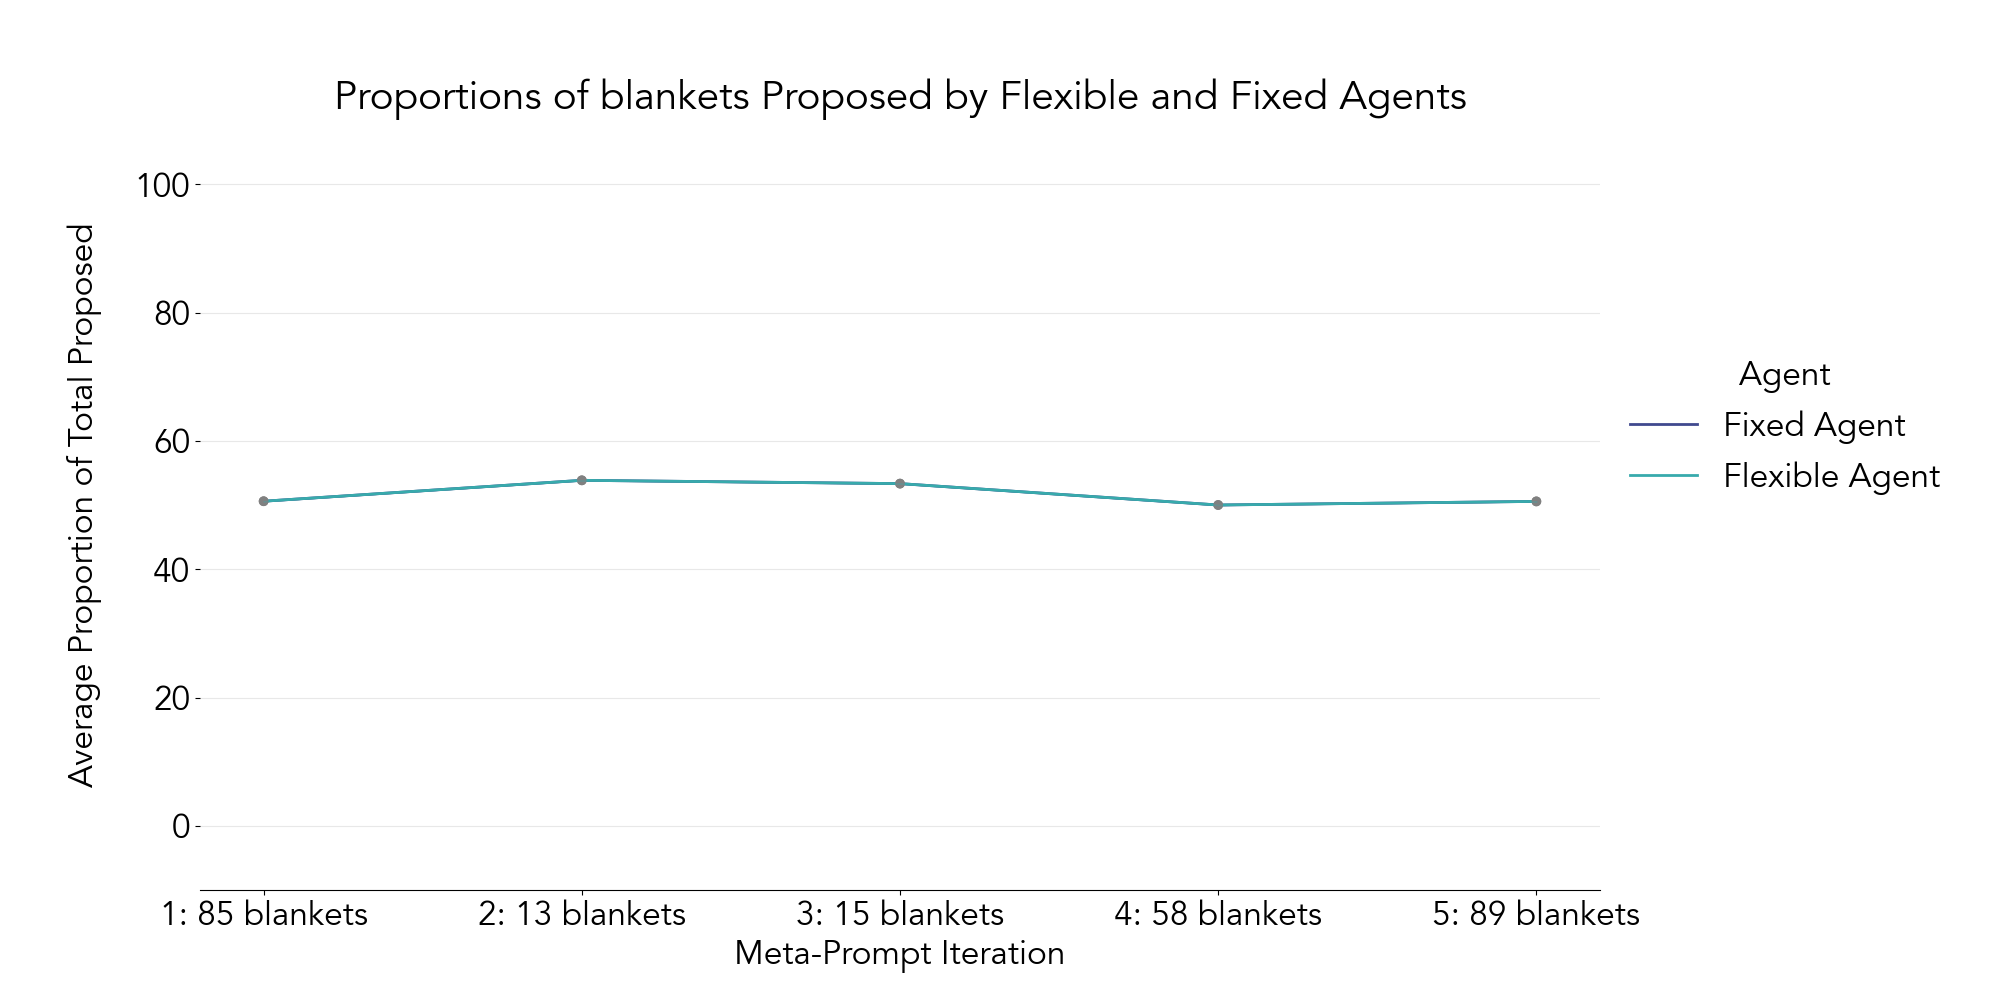 Proportions of blankets Proposed by Flexible and Fixed Agents
Average Proportion of Total Proposed
100
80
60
40
20
0
1: 85 blankets
2: 13 blankets
3: 15 blankets
4: 58 blankets
5: 89 blankets
Meta-Prompt Iteration
Agent
Fixed Agent
Flexible Agent